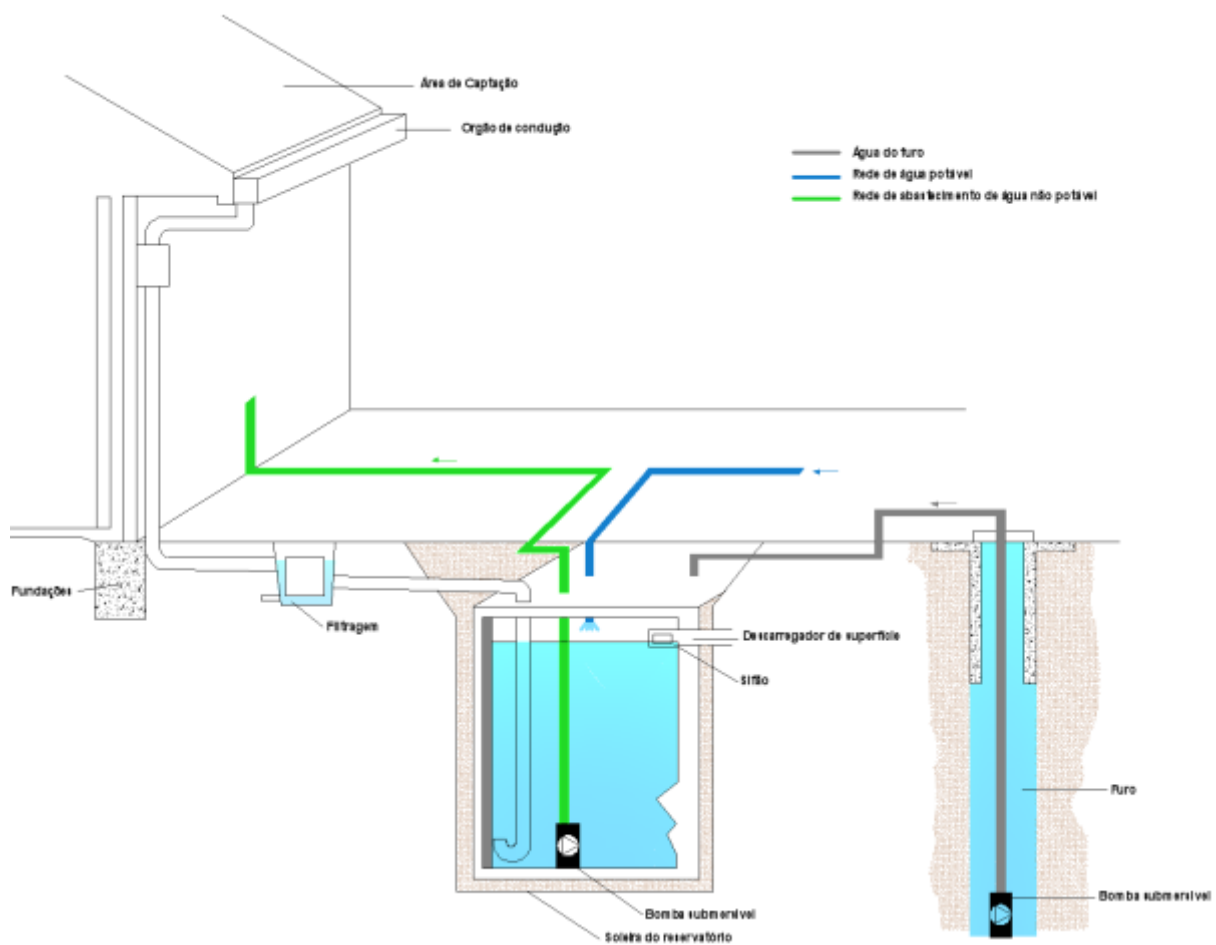 Área de Captação
Orgão de condução
Água do furo
Rede de água potável
Rede de abastecimento de água não potável
Fundações
Filtragem
Descarregador de superfície
Sifão
Furo
Bomba submersível
Bomba submersível
Soleira do reservatório